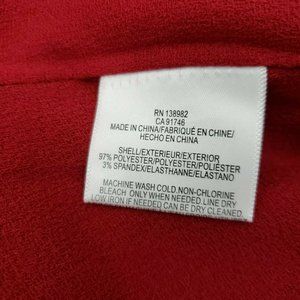 RN 138982
CA 91746
MADE IN CHINA/FABRIQUÉ EN CHINE/
HECHO EN CHINA
SHELL/EXTERIEUR/EXTERIOR
97% POLYESTER/POLYESTER/POLIÉSTER
3% SPANDEX/ELASTHANNE/ELASTANO
MACHINE WASH COLD, NON-CHLORINE
BLEACH ONLY WHEN NEEDED. LINE DRY
LOW IRON IF NEEDED OR DRY CLEANED